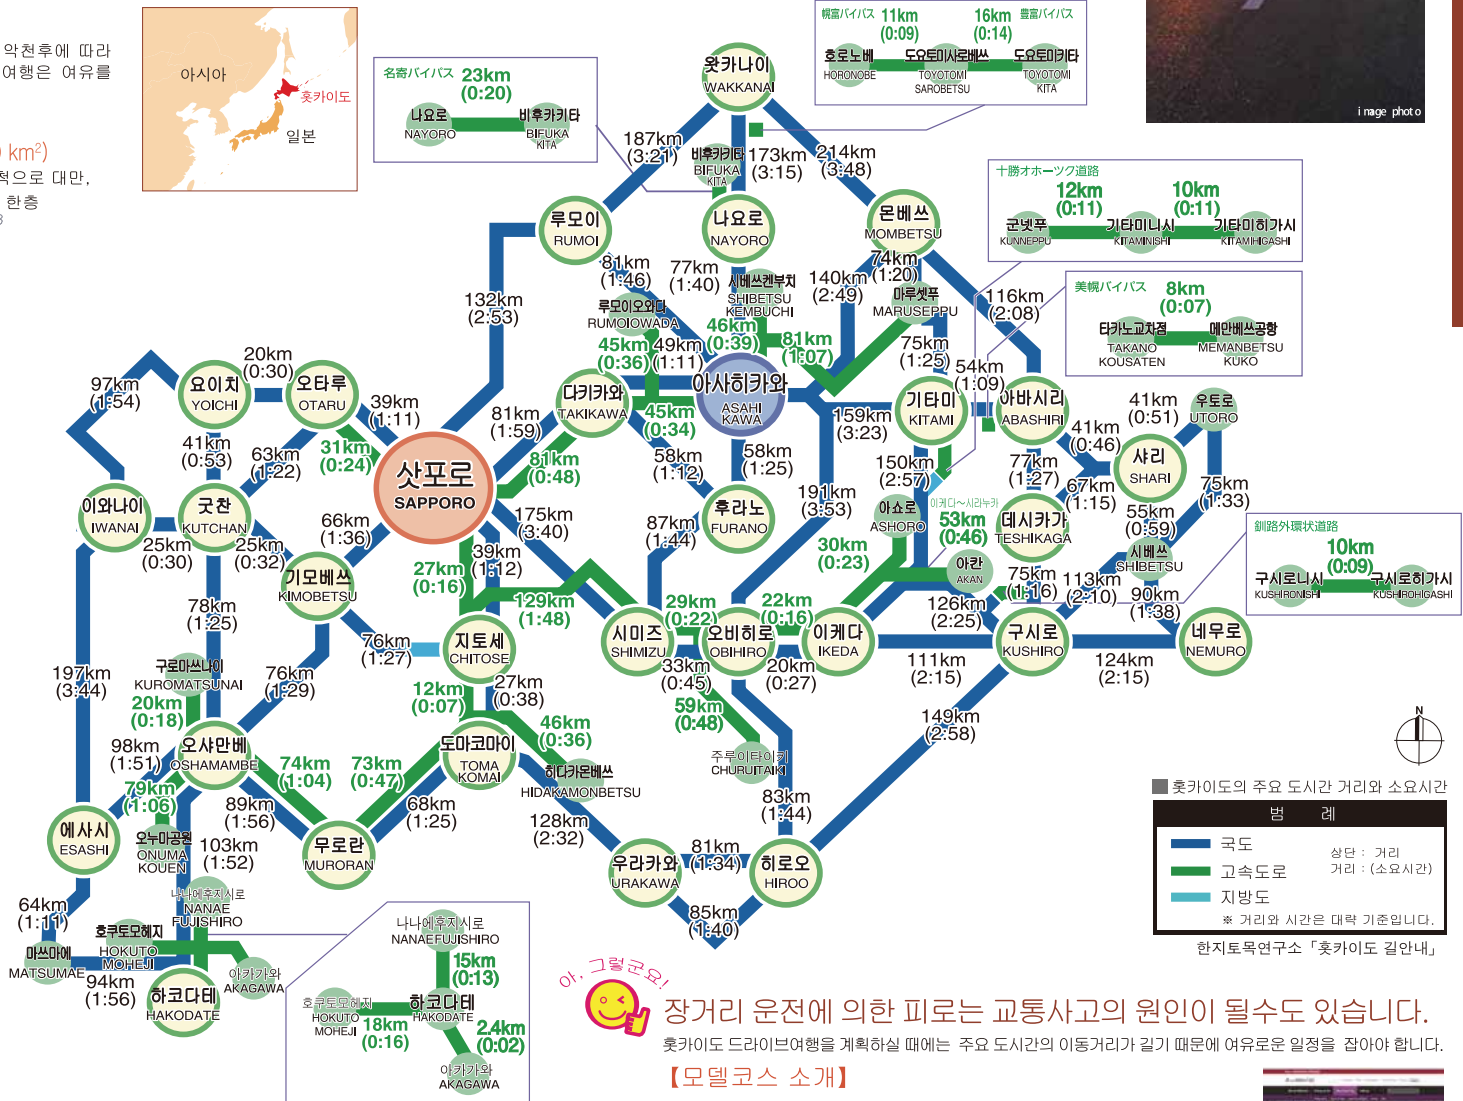 악천후에 따라
여행은 여유를
km²)
척으로 대만,
한층
아시아
홋카이도
일본
image photo
名寄バイパス 23km
(0:20)
나요로
NAYORO
비후카키타
BIFUKA
KITA
幌富バイパス 11km
(0:09)
16km
(0:14)
豊富バイパス
호로노베
HORONOBE
도요토미사로베쓰
TOYOTOMI
SAROBETSU
도요토미키타
TOYOTOMI
KITA
十勝オホーツク道路
12km
(0:11)
10km
(0:11)
군넷푸
KUNNEPPU
기타미니시
KITAMINISHI
기타미히가시
KITAMIHIGASHI
美幌バイパス 8km
(0:07)
타카노교차점
TAKANO
KOUSATEN
메만베쓰공항
MEMANBETSU
KUKO
釧路外環状道路
10km
(0:09)
구시로니시
KUSHIRONISHI
구시로히가시
KUSHIROHIGASHI
왓카나이
WAKKANAI
187km
(3:21)
비후카키타
BIFUKA
KITA
173km
(3:15)
214km
(3:48)
루모이
RUMOI
나요로
NAYORO
몬베쓰
MOMBETSU
132km
(2:53)
81km
(1:46)
77km
(1:40)
시베쓰켄부치
SHIBETSU
KEMBUCHI
140km
(2:49)
74km
(1:20)
마루셋푸
MARUSEPPU
116km
(2:08)
루모이오와다
RUMOIOWADA
45km
(0:36)
49km
(1:11)
46km
(0:39)
81km
(1:07)
75km
(1:25)
54km
(1:09)
97km
(1:54)
요이치
YOICHI
20km
(0:30)
오타루
OTARU
39km
(1:11)
81km
(1:59)
다키카와
TAKIKAWA
아사히카와
ASAHI
KAWA
기타미
KITAMI
아바시리
ABASHIRI
우토로
UTORO
41km
(0:51)
41km
(0:53)
63km
(1:22)
31km
(0:24)
81km
(0:48)
45km
(0:34)
58km
(1:12)
58km
(1:25)
159km
(3:23)
41km
(0:46)
샤리
SHARI
삿포로
SAPPORO
150km
(2:57)
77km
(1:27)
67km
(1:15)
75km
(1:33)
이와나이
IWANAI
굿찬
KUTCHAN
66km
(1:36)
175km
(3:40)
87km
(1:44)
후라노
FURANO
191km
(3:53)
아쇼로
ASHORO
이케다~시라누카
53km
(0:46)
데시카가
TESHIKAGA
55km
(0:59)
25km
(0:30)
25km
(0:32)
기모베쓰
KIMOBETSU
27km
(0:16)
39km
(1:12)
30km
(0:23)
아칸
AKAN
시베쓰
SHIBETSU
78km
(1:25)
129km
(1:48)
29km
(0:22)
22km
(0:16)
126km
(2:25)
75km
(1:16)
113km
(2:10)
90km
(1:38)
76km
(1:27)
지토세
CHITOSE
시미즈
SHIMIZU
오비히로
OBIHIRO
이케다
IKEDA
구시로
KUSHIRO
네무로
NEMURO
197km
(3:44)
구로마쓰나이
KUROMATSUNAI
20km
(0:18)
76km
(1:29)
12km
(0:07)
27km
(0:38)
33km
(0:45)
20km
(0:27)
111km
(2:15)
124km
(2:15)
59km
(0:48)
149km
(2:58)
98km
(1:51)
오샤만베
OSHAMAMBE
74km
(1:04)
73km
(0:47)
도마코마이
TOMA
KOMAI
46km
(0:36)
히다카몬베쓰
HIDAKAMONBETSU
주루이타이키
CHURUITAIKI
79km
(1:06)
89km
(1:56)
68km
(1:25)
128km
(2:32)
83km
(1:44)
에사시
ESASHI
오누마공원
ONUMA
KOUEN
103km
(1:52)
무로란
MURORAN
우라카와
URAKAWA
81km
(1:34)
히로오
HIROO
85km
(1:40)
64km
(1:11)
나나에후지시로
NANAE
FUJISHIRO
호쿠토모헤지
HOKUTO
MOHEJI
마쓰마에
MATSUMAE
94km
(1:56)
아카가와
AKAGAWA
하코다테
HAKODATE
나나에후지시로
NANAEFUJISHIRO
15km
(0:13)
호쿠토모헤지
HOKUTO
MOHEJI
18km
(0:16)
하코다테
HAKODATE
2.4km
(0:02)
아카가와
AKAGAWA
N
홋카이도의 주요 도시간 거리와 소요시간
범 례
국도
고속도로
지방도
상단 : 거리
거리 : (소요시간)
※ 거리와 시간은 대략 기준입니다.
한지토목연구소「홋카이도 길안내」
아, 그렇군요!
장거리 운전에 의한 피로는 교통사고의 원인이 될수도 있습니다.
홋카이도 드라이브여행을 계획하실 때에는 주요 도시간의 이동거리가 길기 때문에 여유로운 일정을 잡아야 합니다.
【모델코스 소개】